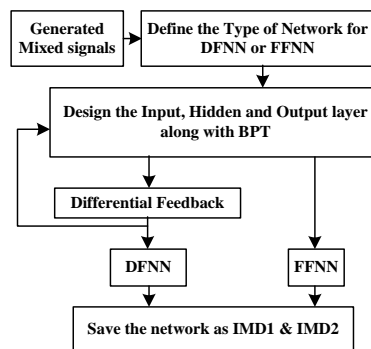 Generated
Mixed signals
Define the Type of Network for
DFNN or FFNN
Design the Input, Hidden and Output layer
along with BPT
Differential Feedback
DFNN
FFNN
Save the network as IMD1 & IMD2